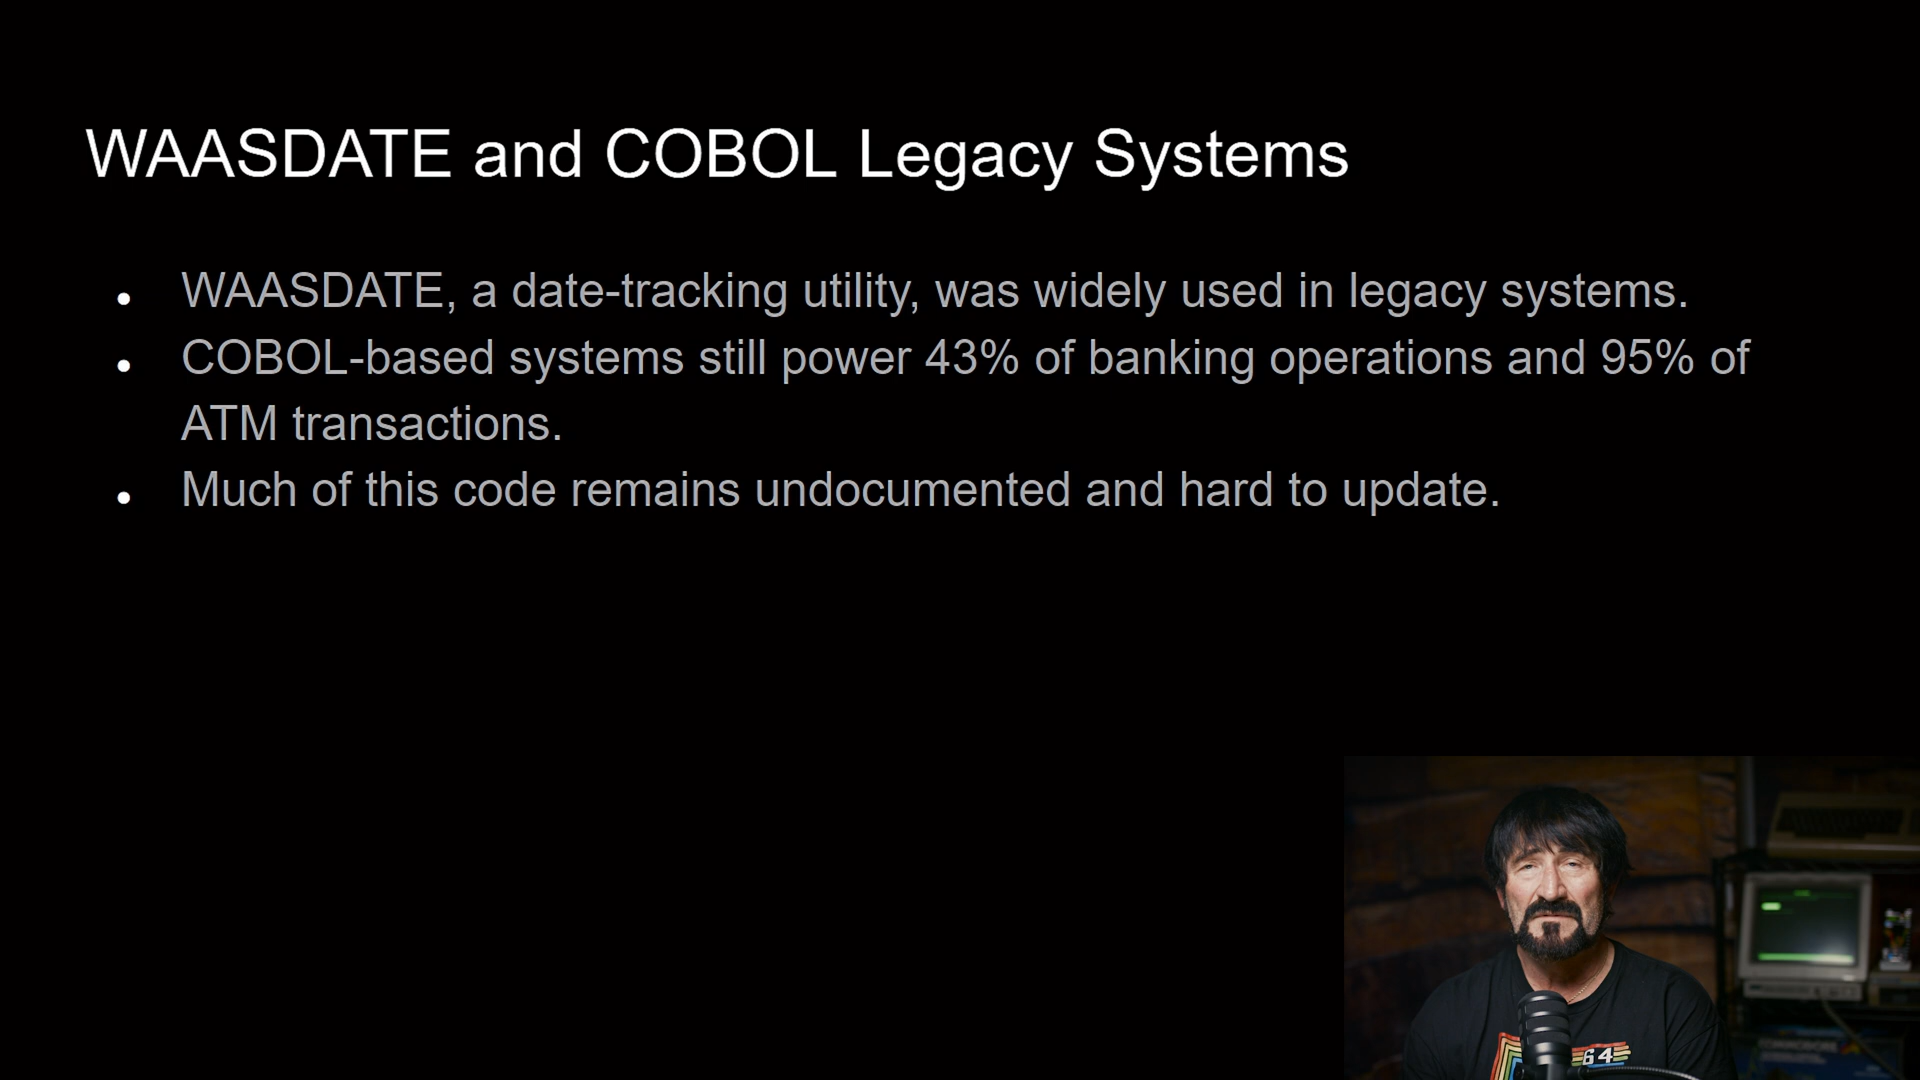 WAASDATE and COBOL Legacy Systems
WAASDATE, a date-tracking utility, was widely used in legacy systems.
COBOL-based systems still power 43% of banking operations and 95% of
ATM transactions.
Much of this code remains undocumented and hard to update.
64